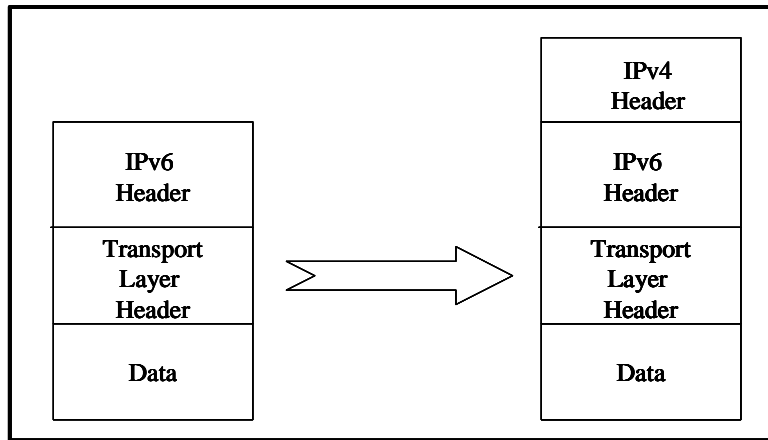 IPv6
Header
Transport
Layer
Header
Data
IPv4
Header
IPv6
Header
Transport
Layer
Header
Data